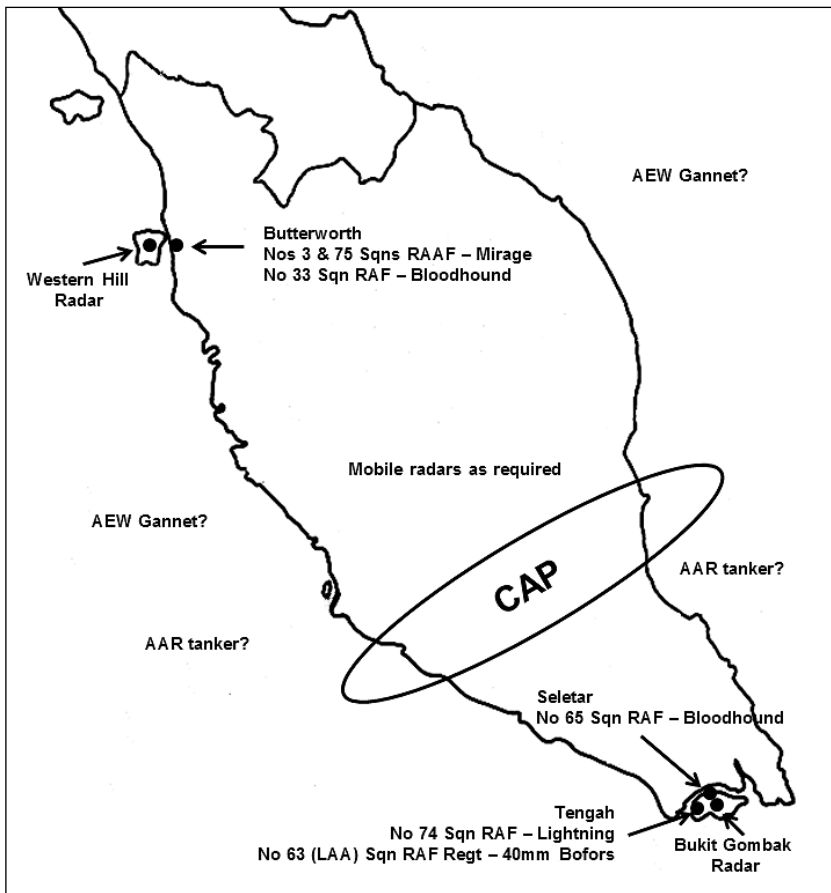 AEW Gannet?
Butterworth
Nos 3 & 75 Sqns RAAF – Mirage
No 33 Sqn RAF – Bloodhound
Western Hill
Radar
Mobile radars as required
AEW Gannet?
CAP
AAR tanker?
AAR tanker?
Seletar
No 65 Sqn RAF – Bloodhound
Tengah
No 74 Sqn RAF – Lightning
No 63 (LAA) Sqn RAF Regt – 40mm Bofors
Bukit Gombak
Radar